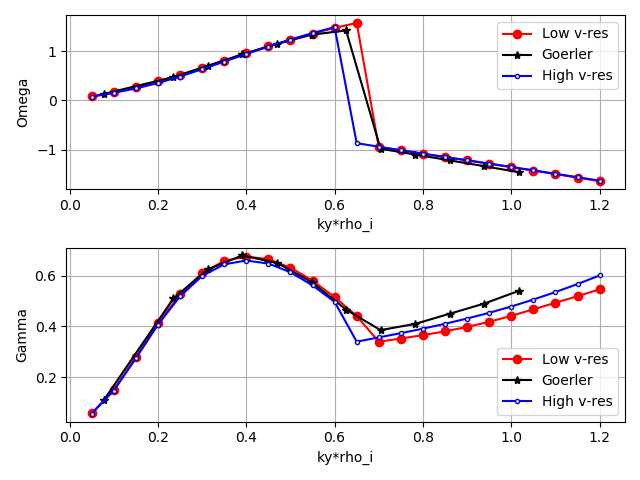 1
0
−1
Omega
Low v-res
Goerler
High v-res
0.0 0.2 0.4 0.6 0.8 1.0 1.2
ky*rho_i
0.6
0.4
0.2
Gamma
Low v-res
Goerler
High v-res
0.0 0.2 0.4 0.6 0.8 1.0 1.2
ky*rho_i